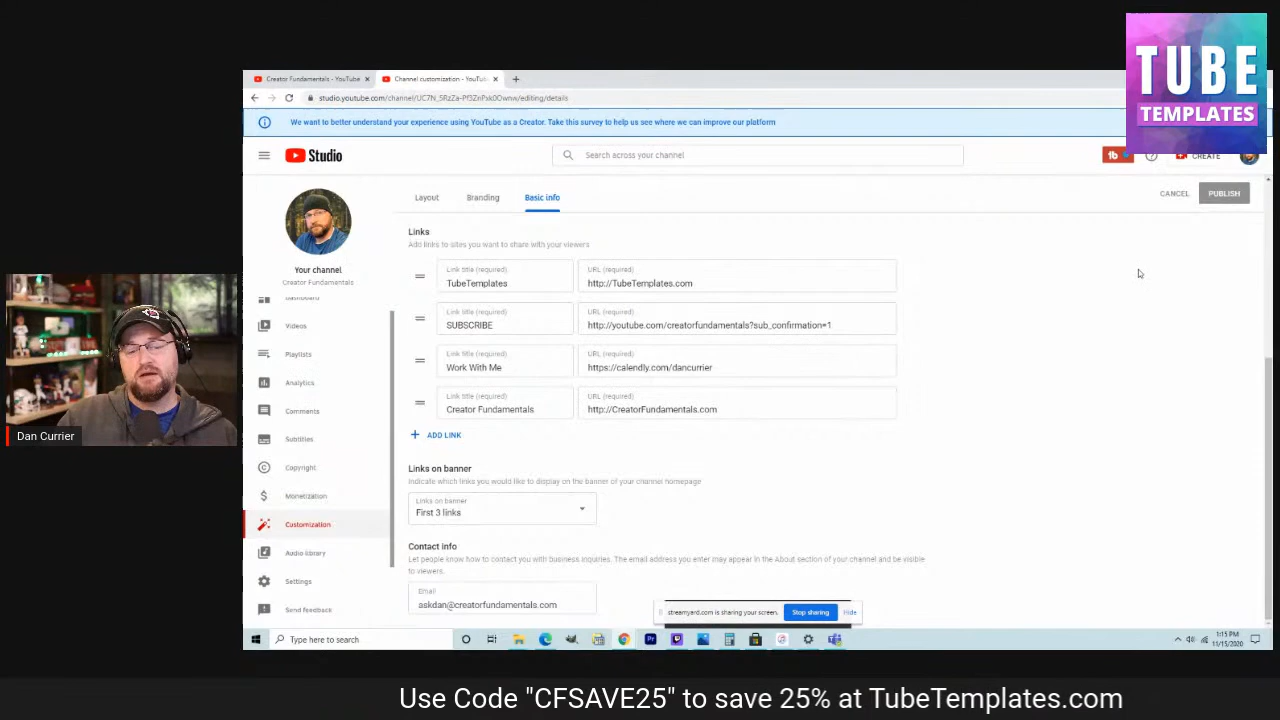 TUBE
TEMPLATES
Creator Fundamentals - YouTube
Channel customization - YouTu
studio.youtube.com/channel/UC7N_5RzZa-Pf3ZnPxk0Ownw/editing/details
We want to better understand your experience using YouTube as a Creator. Take this survey to help us see where we can improve our platform
Studio
Search across your channel
tb
CREATE
Layout
Branding
Basic info
CANCEL
PUBLISH
Your channel
Creator Fundamentals
Dashboard
Videos
Playlists
Analytics
Comments
Subtitles
Copyright
Monetization
Customization
Audio library
Settings
Send feedback
Links
Add links to sites you want to share with your viewers
Link title (required)
TubeTemplates
URL (required)
http://TubeTemplates.com
Link title (required)
SUBSCRIBE
URL (required)
http://youtube.com/creatorfundamentals?sub_confirmation=1
Link title (required)
Work With Me
URL (required)
https://calendly.com/dancurrier
Link title (required)
Creator Fundamentals
URL (required)
http://CreatorFundamentals.com
ADD LINK
Links on banner
Indicate which links you would like to display on the banner of your channel homepage
Links on banner
First 3 links
Contact info
Let people know how to contact you with business inquiries. The email address you enter may appear in the About section of your channel and be visible
to viewers.
Email
askdan@creatorfundamentals.com
streamyard.com is sharing your screen.
Stop sharing
Hide
Type here to search
1:15 PM
11/15/2020
Dan Currier
Use Code "CFSAVE25" to save 25% at TubeTemplates.com